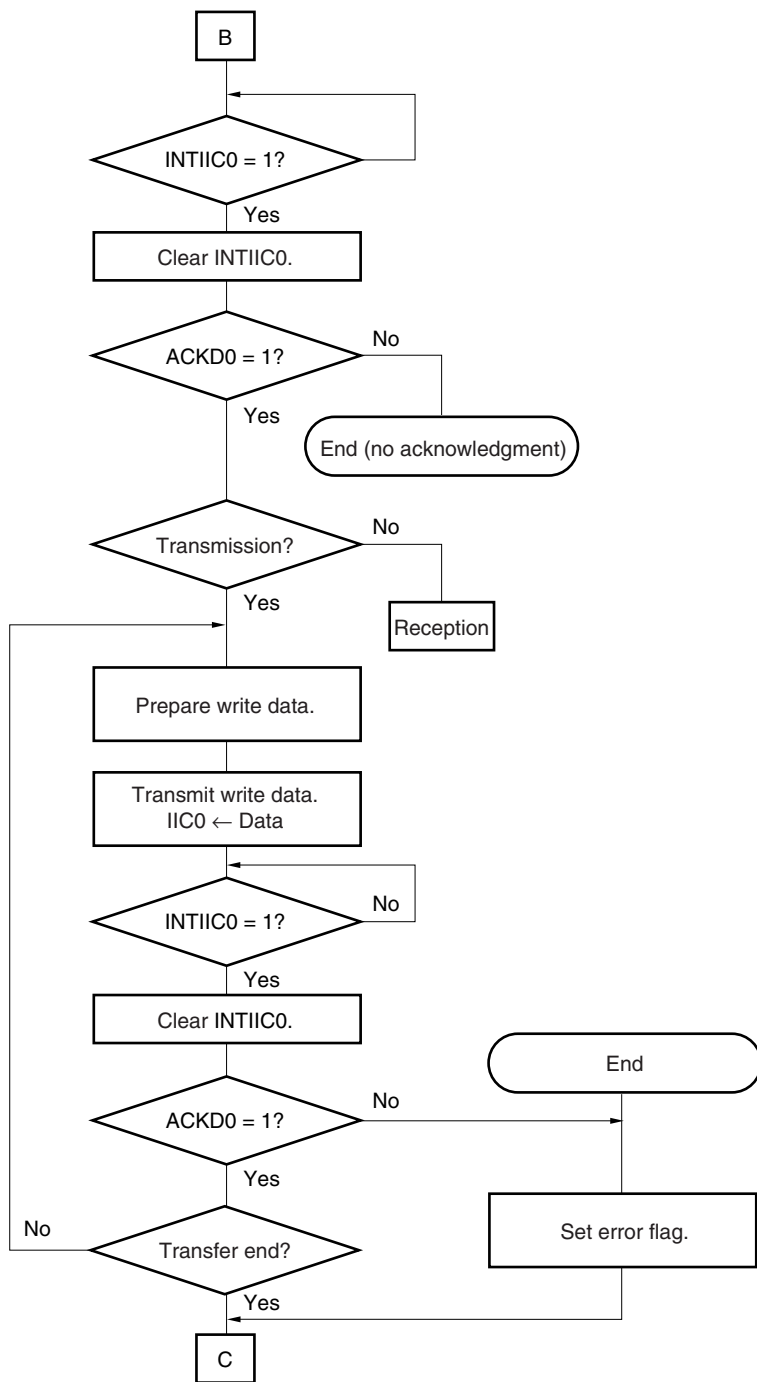 B
INTIIC0 = 1?
Yes
Clear INTIIC0.
ACKD0 = 1?
No
Yes
End (no acknowledgment)
Transmission?
No
Yes
Reception
Prepare write data.
Transmit write data.
IIC0 ← Data
INTIIC0 = 1?
No
Yes
Clear INTIIC0.
End
ACKD0 = 1?
No
Yes
Set error flag.
No
Transfer end?
Yes
C